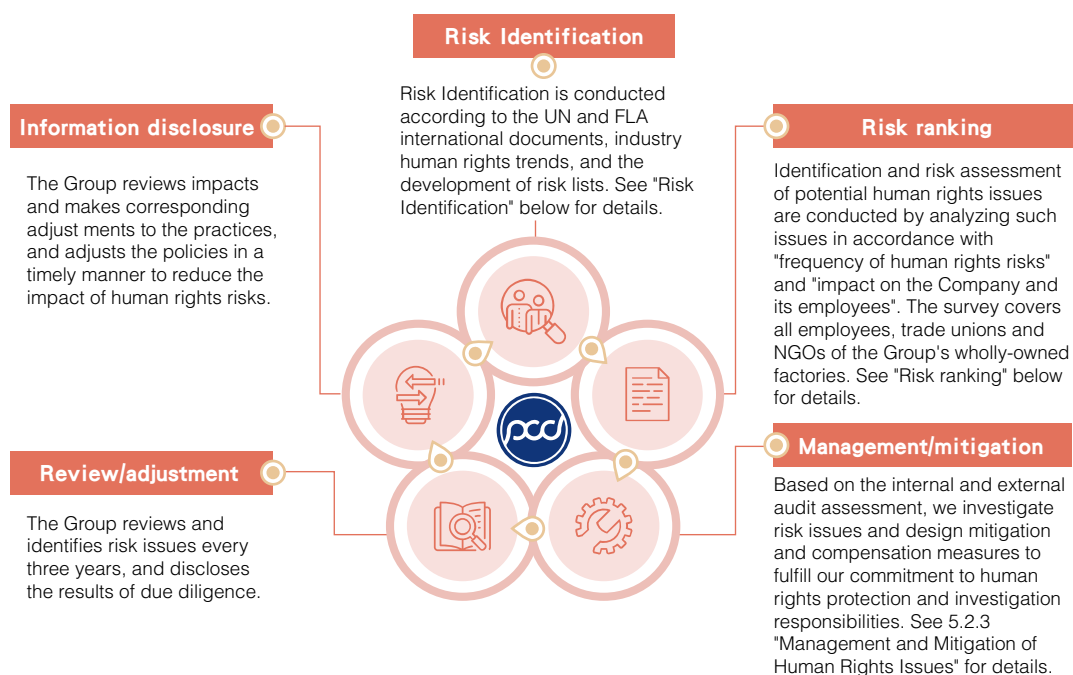 Risk Identification
Risk Identification is conducted
according to the UN and FLA
international documents, industry
human rights trends, and the
development of risk lists. See "Risk
Identification" below for details.
Information disclosure
The Group reviews impacts
and makes corresponding
adjust ments to the practices,
and adjusts the policies in a
timely manner to reduce the
impact of human rights risks.
Risk ranking
Identification and risk assessment
of potential human rights issues
are conducted by analyzing such
issues in accordance with
"frequency of human rights risks"
and "impact on the Company and
its employees". The survey covers
all employees, trade unions and
NGOs of the Group's wholly-owned
factories. See "Risk ranking" below
for details.
pcc
Review/adjustment
The Group reviews and
identifies risk issues every
three years, and discloses
the results of due diligence.
Management/mitigation
Based on the internal and external
audit assessment, we investigate
risk issues and design mitigation
and compensation measures to
fulfill our commitment to human
rights protection and investigation
responsibilities. See 5.2.3
"Management and Mitigation of
Human Rights Issues" for details.